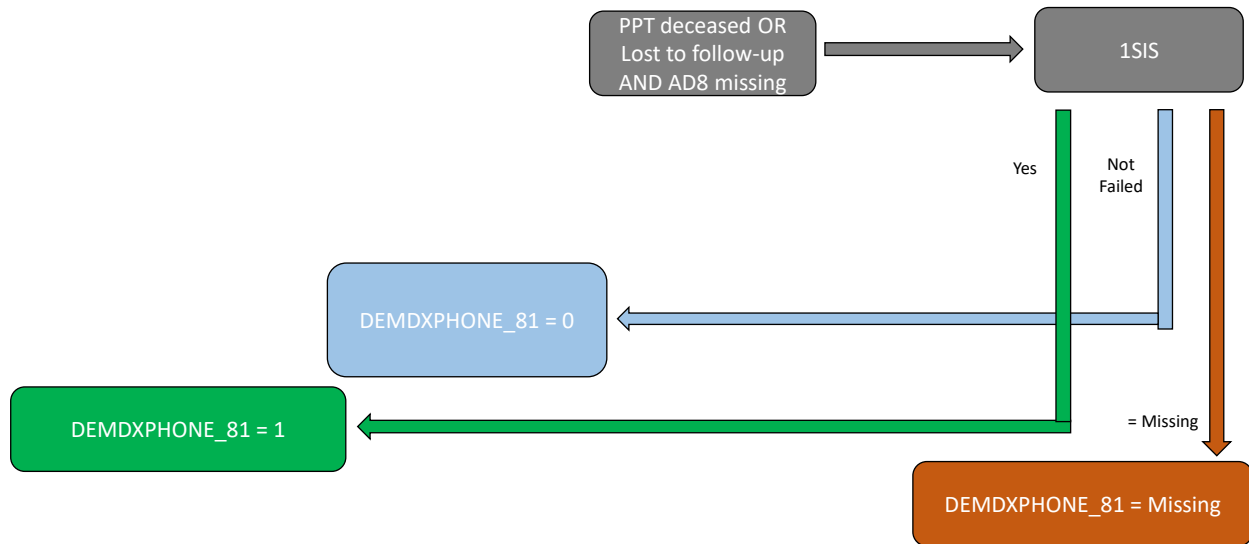 PPT deceased OR
Lost to follow-up
AND AD8 missing
1SIS
Yes
Not
Failed
DEMDXPHONE_81 = 0
DEMDXPHONE_81 = 1
= Missing
DEMDXPHONE_81 = Missing